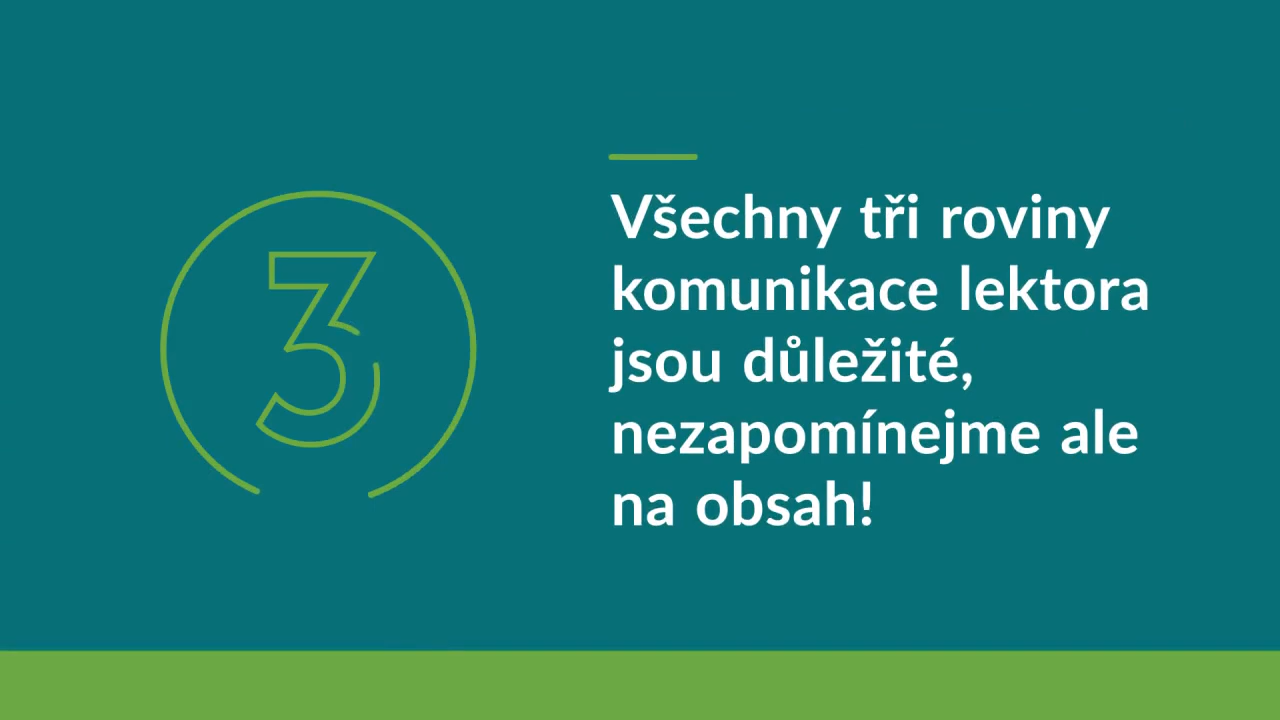 3
Všechny tři roviny
komunikace lektora
jsou důležité,
nezapomínejme ale
na obsah!